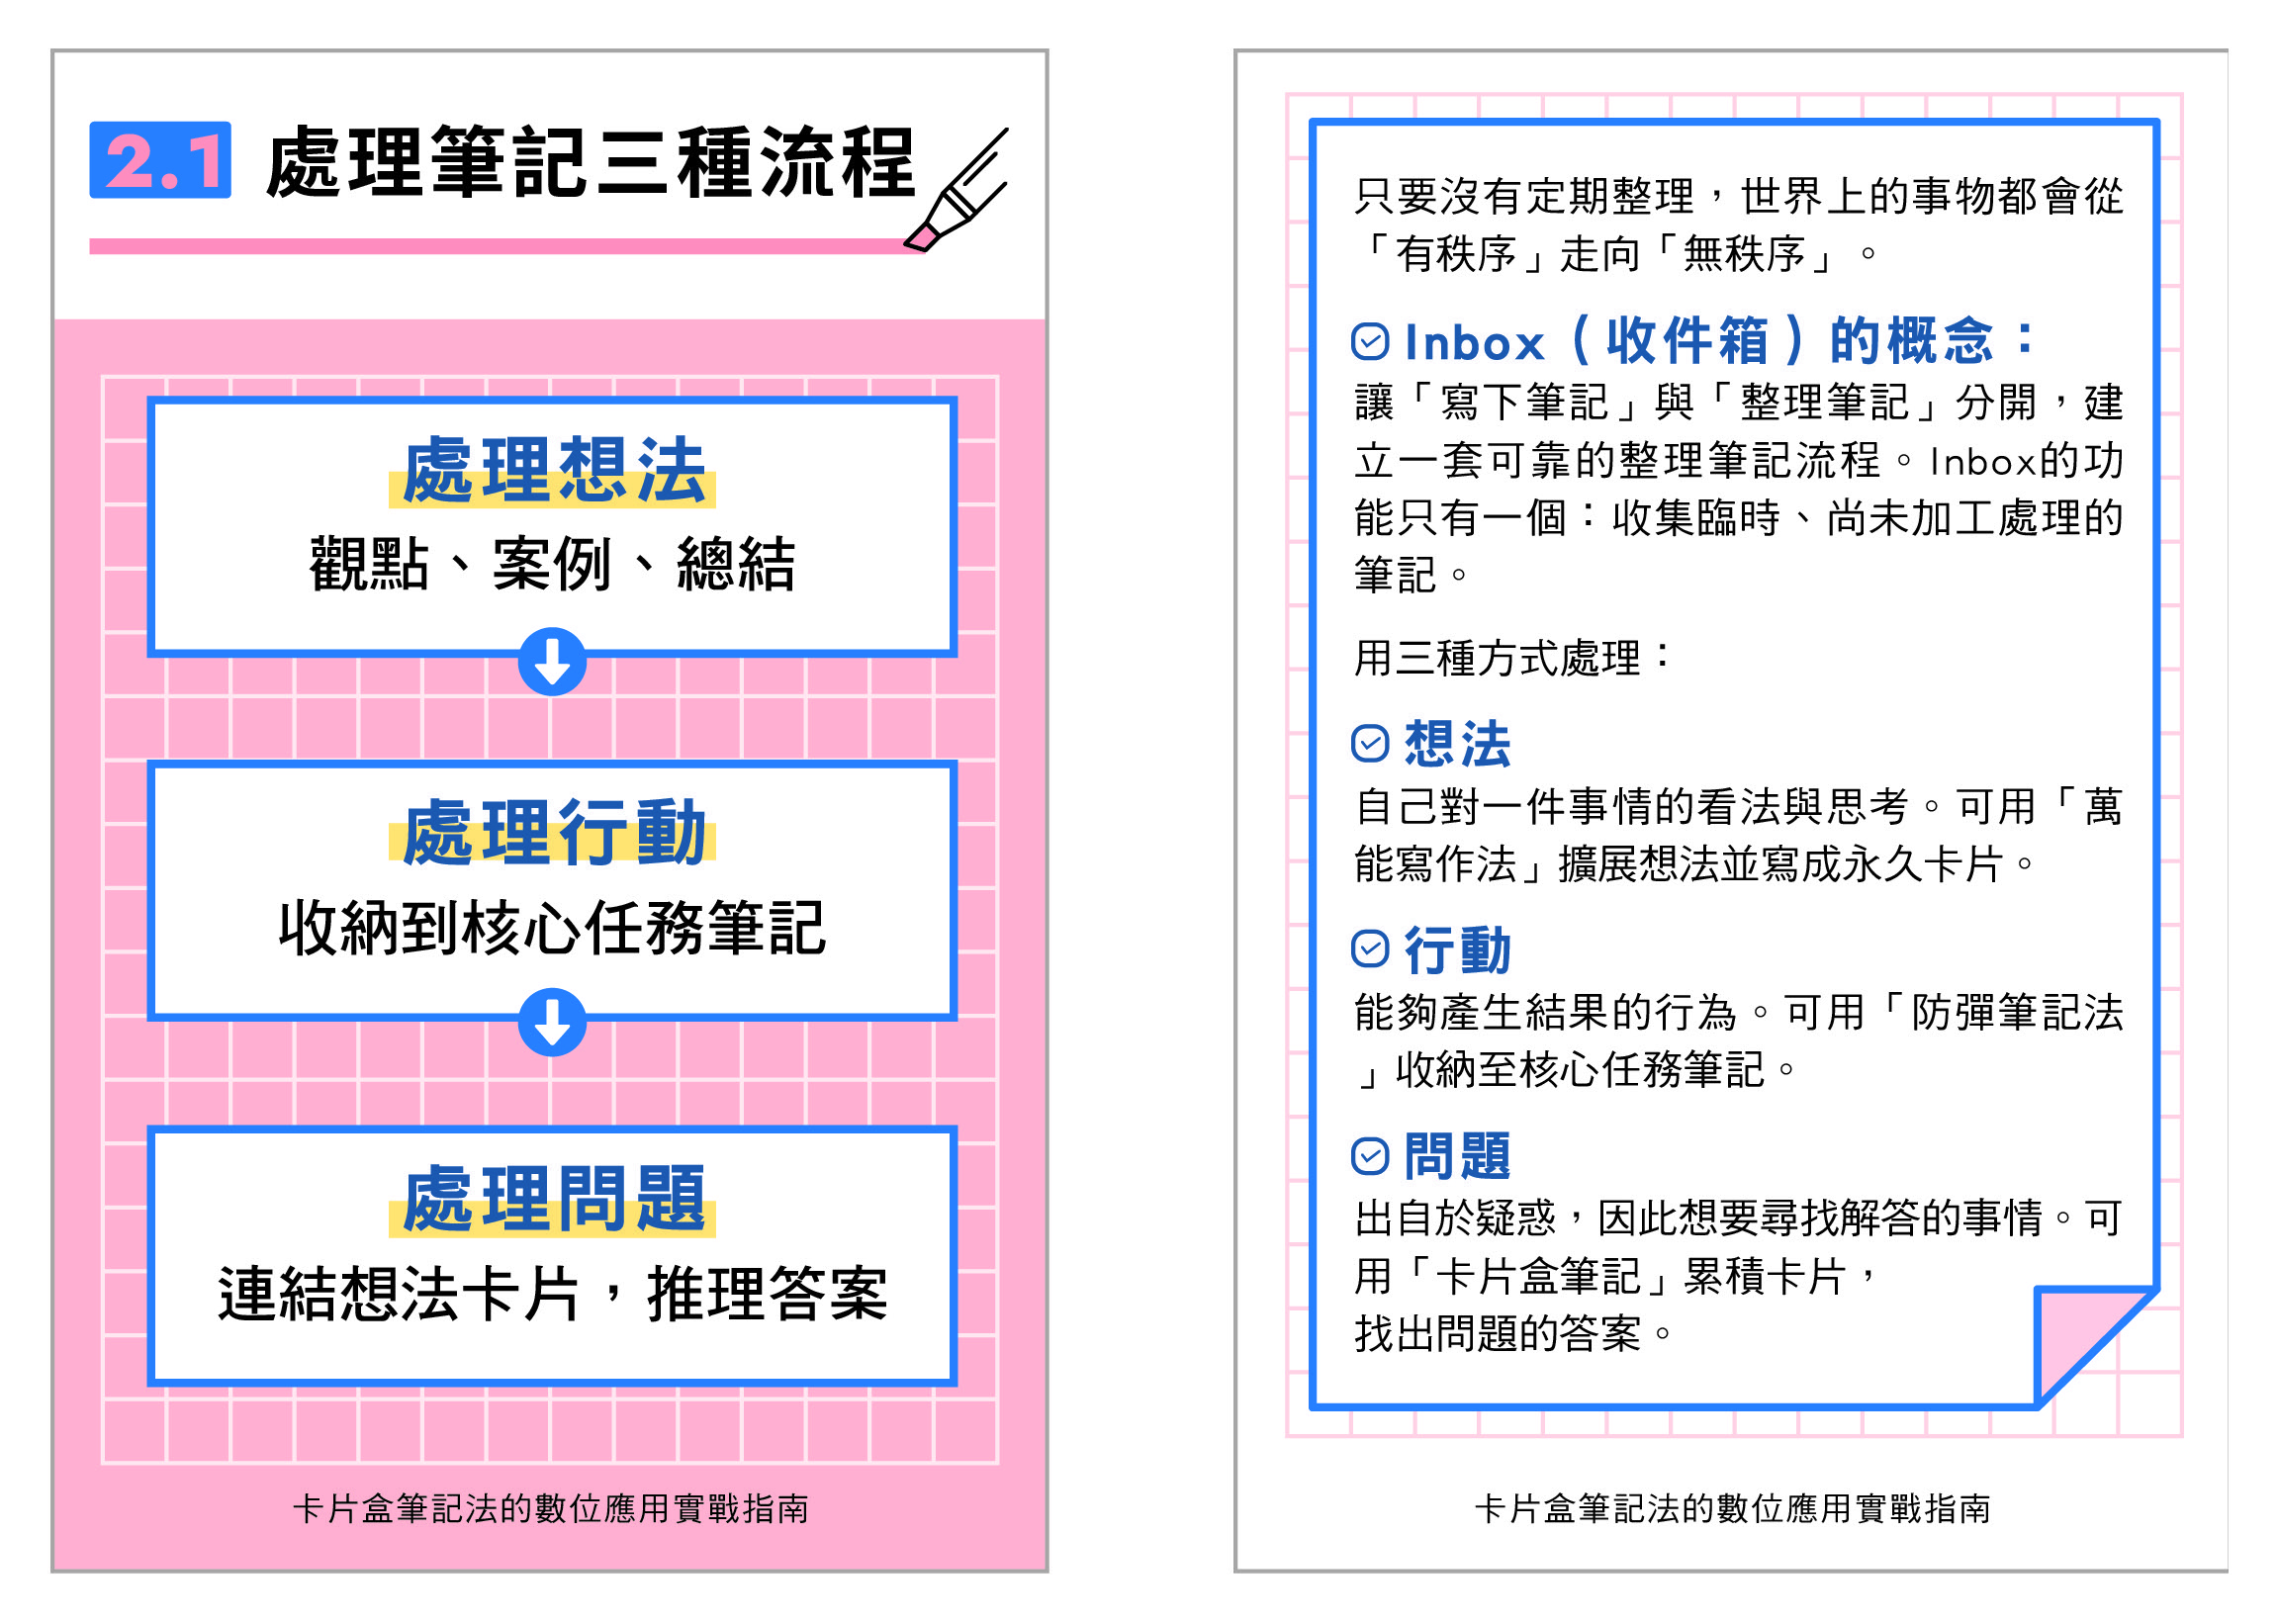 2.1 處理筆記三種流程
處理想法
觀點、案例、總結
處理行動
收納到核心任務筆記
處理問題
連結想法卡片，推理答案
卡片盒筆記法的數位應用實戰指南
只要沒有定期整理，世界上的事物都會從
「有秩序」走向「無秩序」。
Inbox（收件箱）的概念：
讓「寫下筆記」與「整理筆記」分開，建
立一套可靠的整理筆記流程。Inbox的功
能只有一個：收集臨時、尚未加工處理的
筆記。
用三種方式處理：
想法
自己對一件事情的看法與思考。可用「萬
能寫作法」擴展想法並寫成永久卡片。
行動
能夠產生結果的行為。可用「防彈筆記法
」收納至核心任務筆記。
問題
出自於疑惑，因此想要尋找解答的事情。可
用「卡片盒筆記」累積卡片，
找出問題的答案。
卡片盒筆記法的數位應用實戰指南